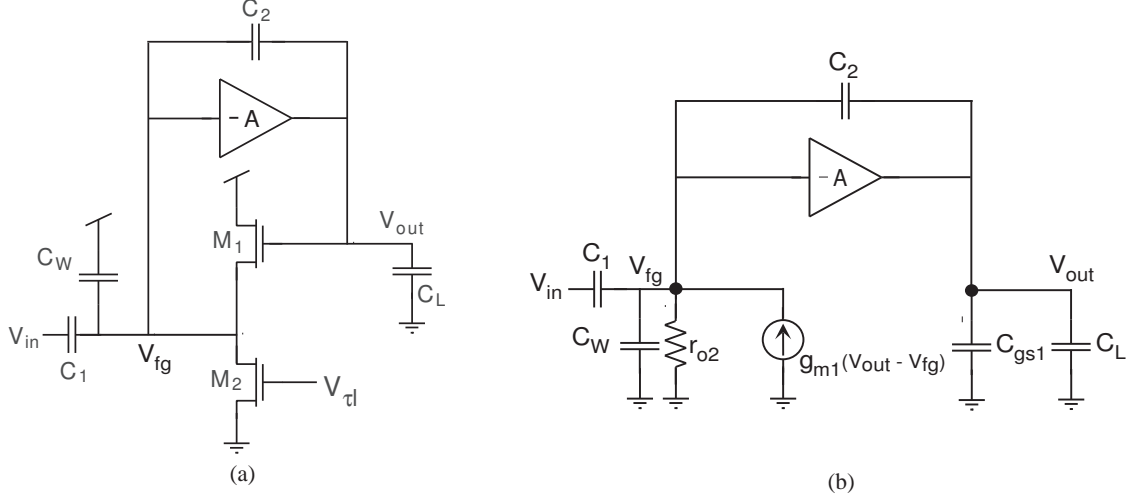 C2
-A
M1
Vout
CW
CL
Vin
C1
Vfg
M2
Vτl
(a)
C2
-A
C1
Vfg
Vin
Vout
CW
ro2
gm1(Vout - Vfg)
Cgs1
CL
(b)